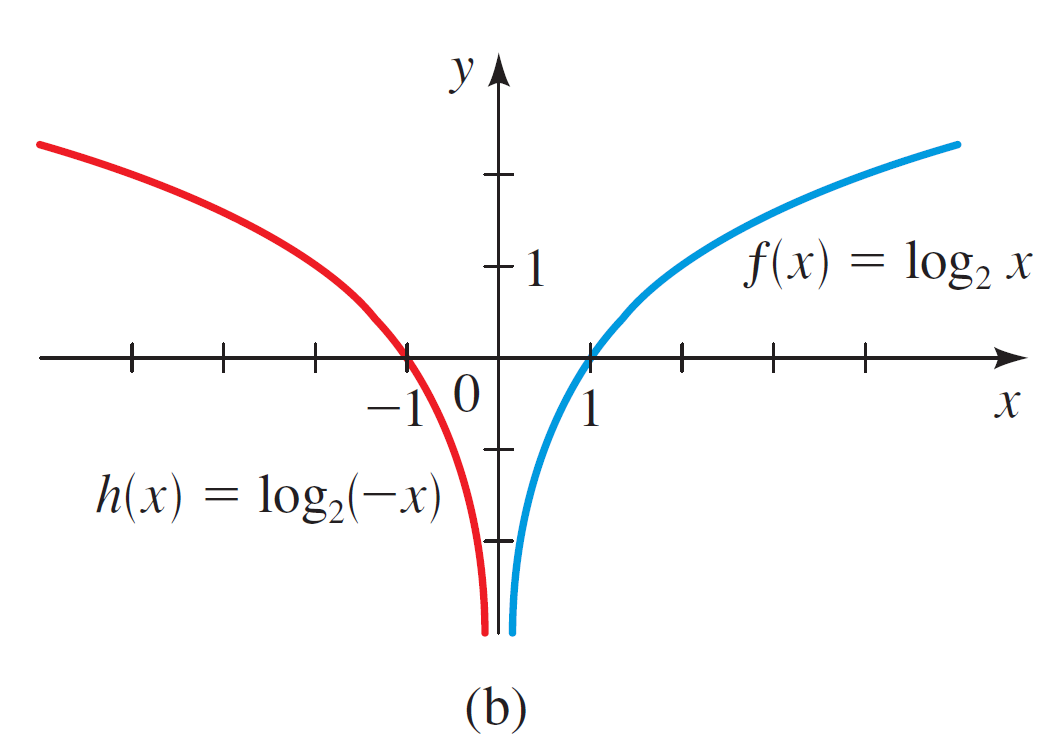 y
1
f(x) = log₂ x
−1 0 1 x
h(x) = log₂(−x)
(b)